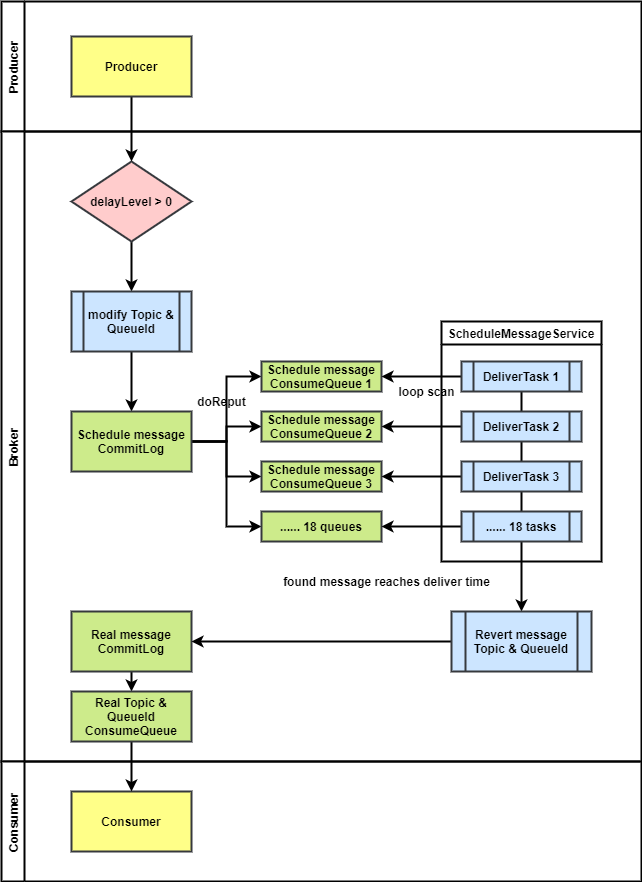 Producer
Producer
Broker
delayLevel > 0
modify Topic &
QueueId
ScheduleMessageService
Schedule message
ConsumeQueue 1
loop scan
DeliverTask 1
doReput
Schedule message
CommitLog
Schedule message
ConsumeQueue 2
DeliverTask 2
Schedule message
ConsumeQueue 3
DeliverTask 3
...... 18 queues
...... 18 tasks
found message reaches deliver time
Real message
CommitLog
Revert message
Topic & QueueId
Real Topic &
QueueId
ConsumeQueue
Consumer
Consumer